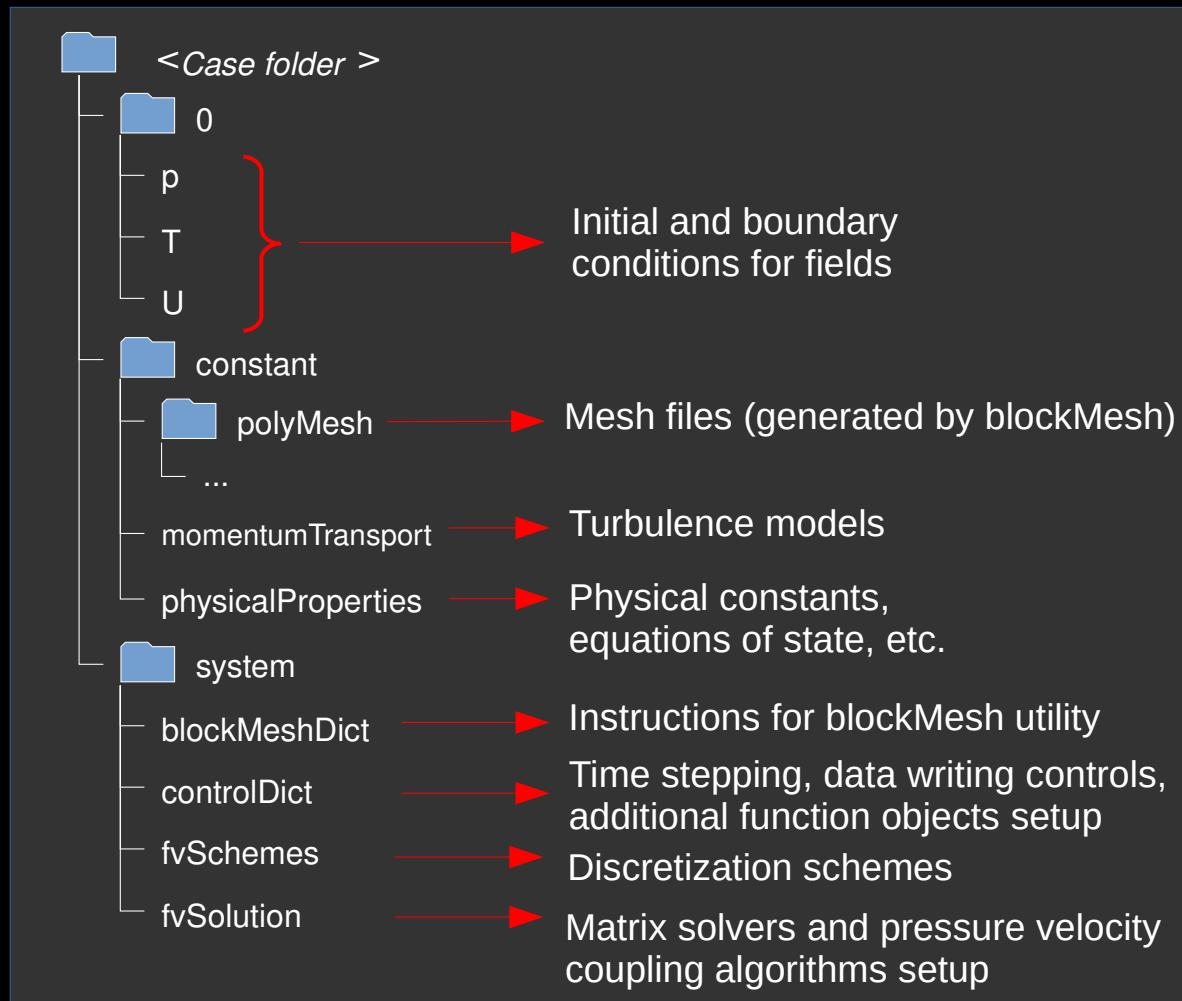 <Case folder >
0
p
T
U
Initial and boundary
conditions for fields
constant
polyMesh
Mesh files (generated by blockMesh)
...
momentumTransport
Turbulence models
physicalProperties
Physical constants,
equations of state, etc.
system
blockMeshDict
Instructions for blockMesh utility
controlDict
Time stepping, data writing controls,
additional function objects setup
fvSchemes
Discretization schemes
fvSolution
Matrix solvers and pressure velocity
coupling algorithms setup